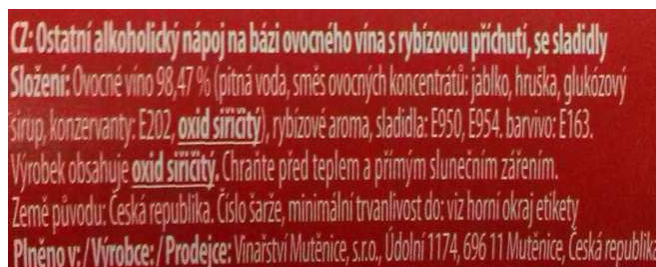 CZ: Ostatní alkoholický nápoj na bázi ovocného vína s rybízovou příchutí, se sladidly
Složení: Ovocné víno 98,47 % (pitná voda, směs ovocných koncentrátů: jablko, hruška, glukózový
sirup, konzervanty: E202, oxid siřičitý), rybízové aroma, sladidla: E950, E954. barvivo: E163.
Výrobek obsahuje oxid siřičitý. Chraňte před teplem a přímým slunečním zářením.
Země původu: Česká republika. Číslo šarže, minimální trvanlivost do: viz horní okraj etikety
Plněno v: / Výrobce: / Prodejce: Vinařství Mutěnice, s.r.o., Údolní 1174, 696 11 Mutěnice, Česká republika